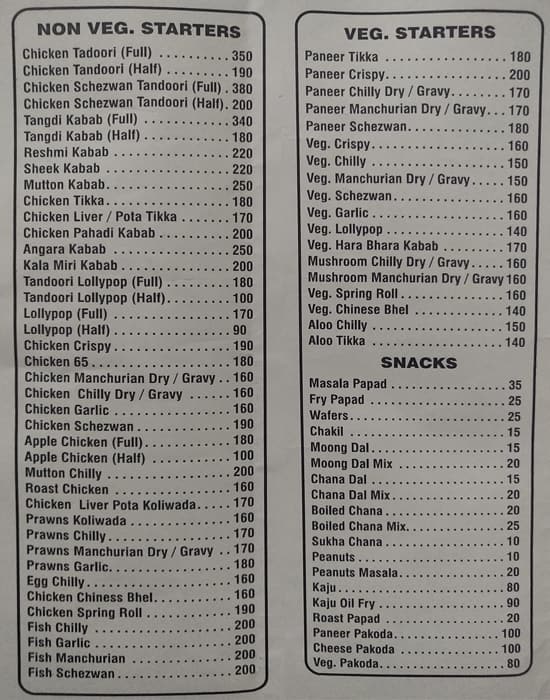 NON VEG. STARTERS
Chicken Tadoori (Full) .......... 350
Chicken Tandoori (Half) ......... 190
Chicken Schezwan Tandoori (Full) . 380
Chicken Schezwan Tandoori (Half). 200
Tangdi Kabab (Full) ............. 340
Tangdi Kabab (Half) ............. 180
Reshmi Kabab .................. 220
Sheek Kabab ................... 220
Mutton Kabab................... 250
Chicken Tikka................... 180
Chicken Liver / Pota Tikka ........ 170
Chicken Pahadi Kabab ........... 200
Angara Kabab .................. 250
Kala Miri Kabab ................. 200
Tandoori Lollypop (Full) .......... 180
Tandoori Lollypop (Half).......... 100
Lollypop (Full) .................. 170
Lollypop (Half) .................. 90
Chicken Crispy.................. 190
Chicken 65..................... 180
Chicken Manchurian Dry / Gravy .. 160
Chicken Chilly Dry / Gravy ...... 160
Chicken Garlic .................. 160
Chicken Schezwan............... 190
Apple Chicken (Full)............. 180
Apple Chicken (Half) ............ 100
Mutton Chilly ................... 200
Roast Chicken .................. 160
Chicken Liver Pota Koliwada..... 170
Prawns Koliwada ................ 160
Prawns Chilly................... 170
Prawns Manchurian Dry / Gravy .. 170
Prawns Garlic................... 180
Egg Chilly...................... 160
Chicken Chiness Bhel............ 160
Chicken Spring Roll ............. 190
Fish Chilly ..................... 200
Fish Garlic ..................... 200
Fish Manchurian ................ 200
Fish Schezwan.................. 200
VEG. STARTERS
Paneer Tikka ................. 180
Paneer Crispy................. 200
Paneer Chilly Dry / Gravy........ 170
Paneer Manchurian Dry / Gravy... 170
Paneer Schezwan.............. 180
Veg. Crispy................... 160
Veg. Chilly ................... 150
Veg. Manchurian Dry / Gravy..... 150
Veg. Schezwan................ 160
Veg. Garlic ................... 160
Veg. Lollypop ................. 140
Veg. Hara Bhara Kabab ......... 170
Mushroom Chilly Dry / Gravy..... 160
Mushroom Manchurian Dry / Gravy 160
Veg. Spring Roll ............... 160
Veg. Chinese Bhel ............. 140
Aloo Chilly ................... 150
Aloo Tikka ................... 140
SNACKS
Masala Papad ................. 35
Fry Papad .................... 25
Wafers....................... 25
Chakil ....................... 15
Moong Dal.................... 15
Moong Dal Mix ................ 20
Chana Dal .................... 15
Chana Dal Mix................. 20
Boiled Chana .................. 20
Boiled Chana Mix............... 25
Sukha Chana .................. 10
Peanuts ...................... 10
Peanuts Masala................ 20
Kaju......................... 80
Kaju Oil Fry ................... 90
Roast Papad .................. 20
Paneer Pakoda................ 100
Cheese Pakoda ............... 100
Veg. Pakoda................... 80